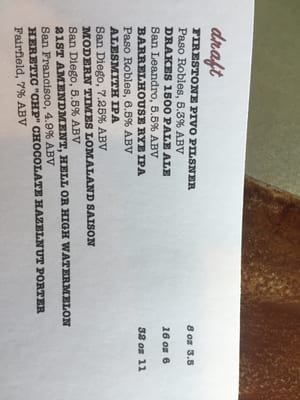 draft
FIRESTONE PIVO PILSNER
Paso Robles, 5.3% ABV
DRAKES 1500 PALE ALE
San Leandro, 5.5% ABV
BARRELHOUSE RYE IPA
Paso Robles, 6.5% ABV
ALESMITH IPA
San Diego, 7.25% ABV
MODERN TIMES LOMALAND SAISON
San Diego, 5.5% ABV
21ST AMENDMENT, HELL OR HIGH WATERMELON
San Francisco, 4.9% ABV
HERETIC "CHP" CHOCOLATE HAZELNUT PORTER
Fairfield, 7% ABV
8 oz 3.5
16 oz 6
32 oz 11